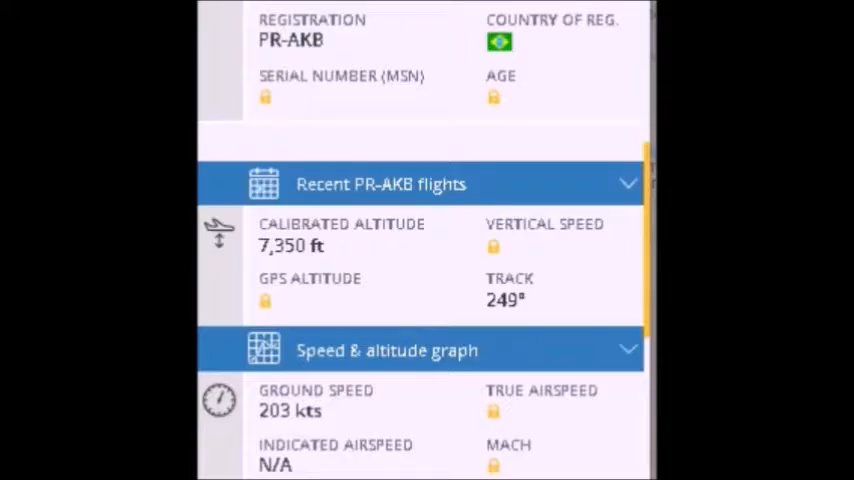 REGISTRATION COUNTRY OF REG.
PR-AKB
SERIAL NUMBER (MSN) AGE
Recent PR-AKB flights
CALIBRATED ALTITUDE VERTICAL SPEED
7,350 ft
GPS ALTITUDE TRACK
249°
Speed & altitude graph
GROUND SPEED TRUE AIRSPEED
203 kts
INDICATED AIRSPEED MACH
N/A